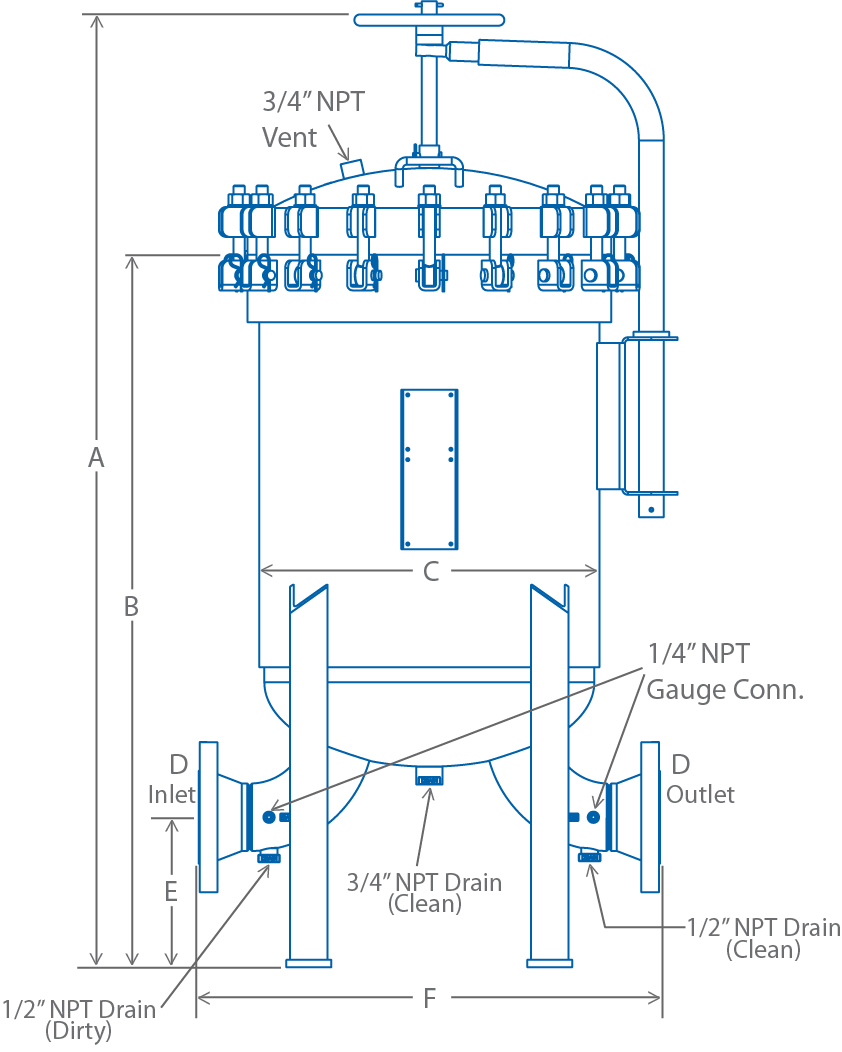 3/4” NPT
Vent
A
B
C
1/4” NPT
Gauge Conn.
D
Inlet
D
Outlet
E
3/4” NPT Drain
(Clean)
1/2” NPT Drain
(Clean)
F
1/2” NPT Drain
(Dirty)